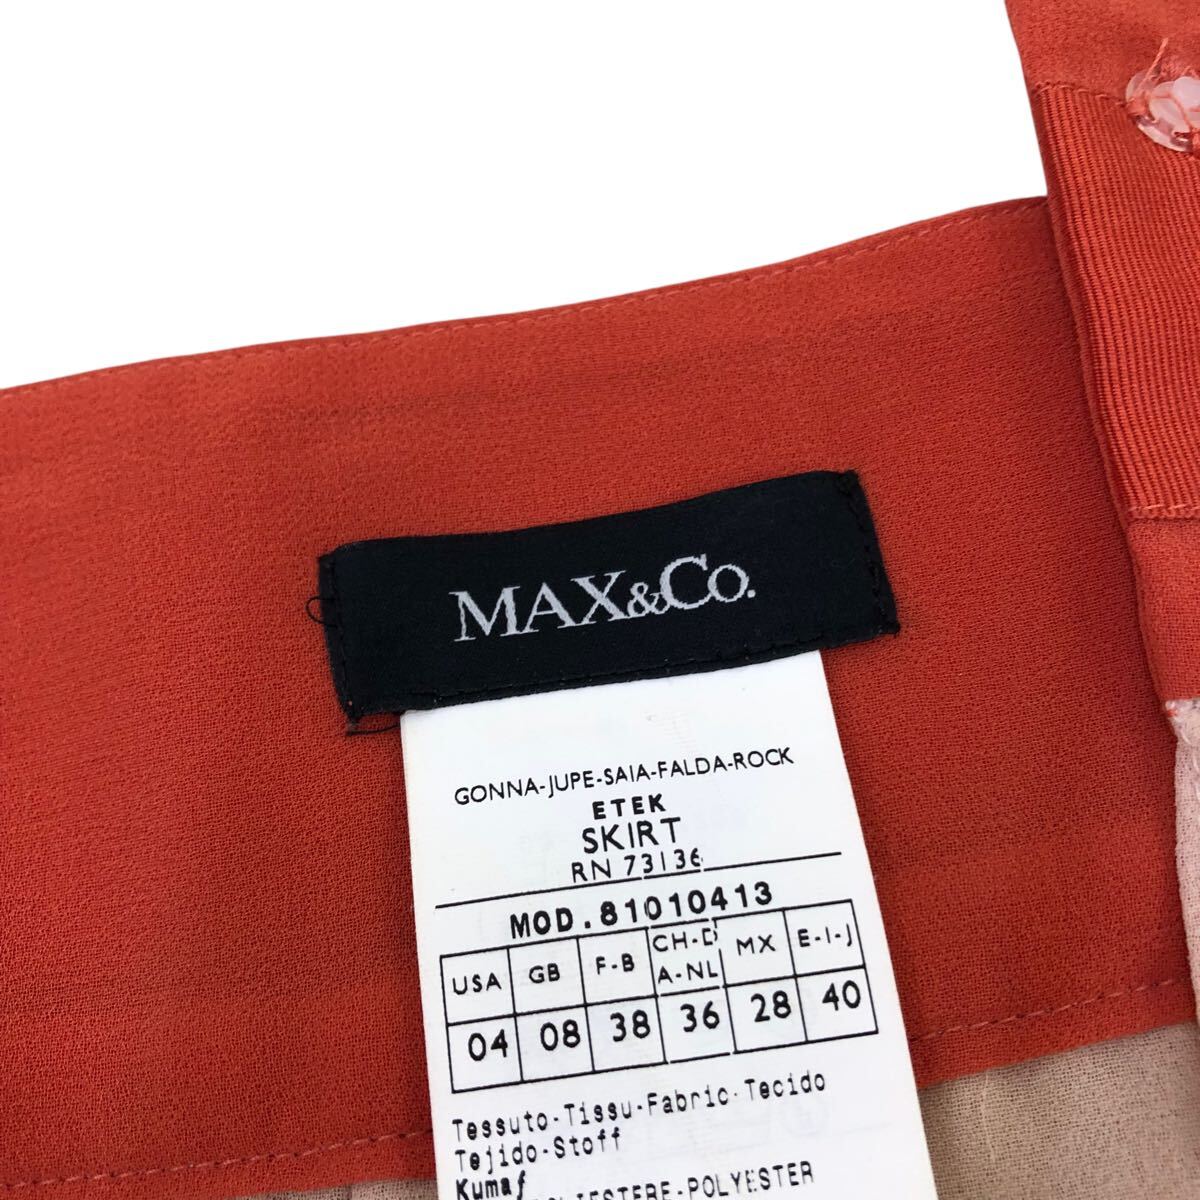 MAX&Co.
GONNA-JUPE-SAIA-FALDA-ROCK
ETEK
SKIRT
RN 73136
MOD.81010413
USA GB F-B CH-D A-NL MX E-I-J
04 08 38 36 28 40
Tessuto-Tissu-Fabric-Tecido
Tejido-Stoff
Kumaf
POLYESTER